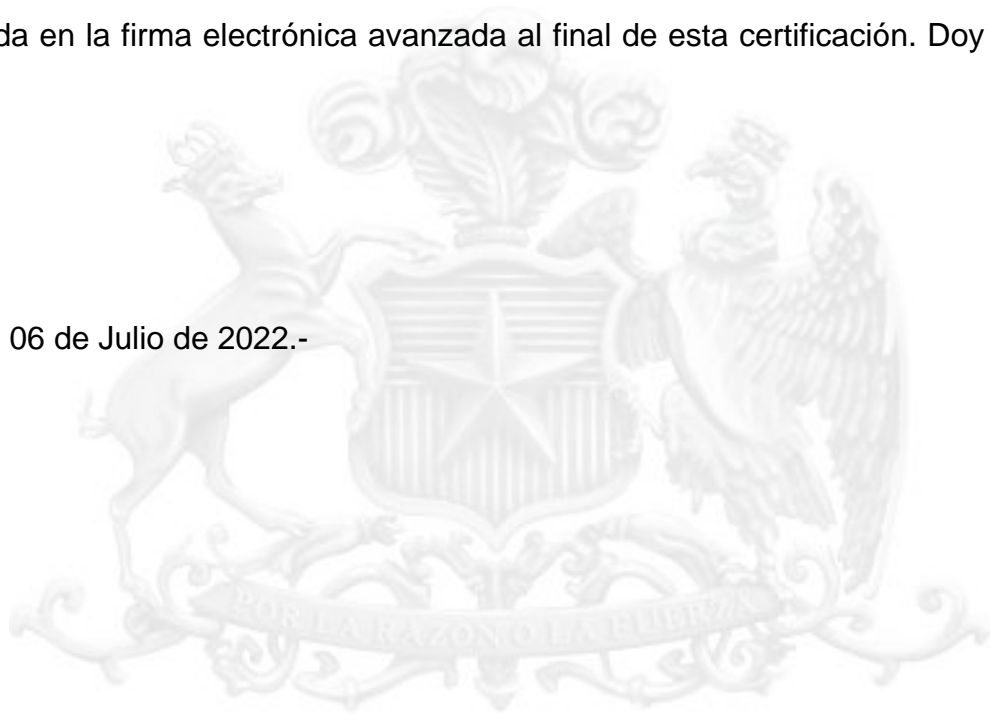 da en la firma electrónica avanzada al final de esta certificación. Doy
06 de Julio de 2022.-
POR LA RAZÓN O LA FUERZA